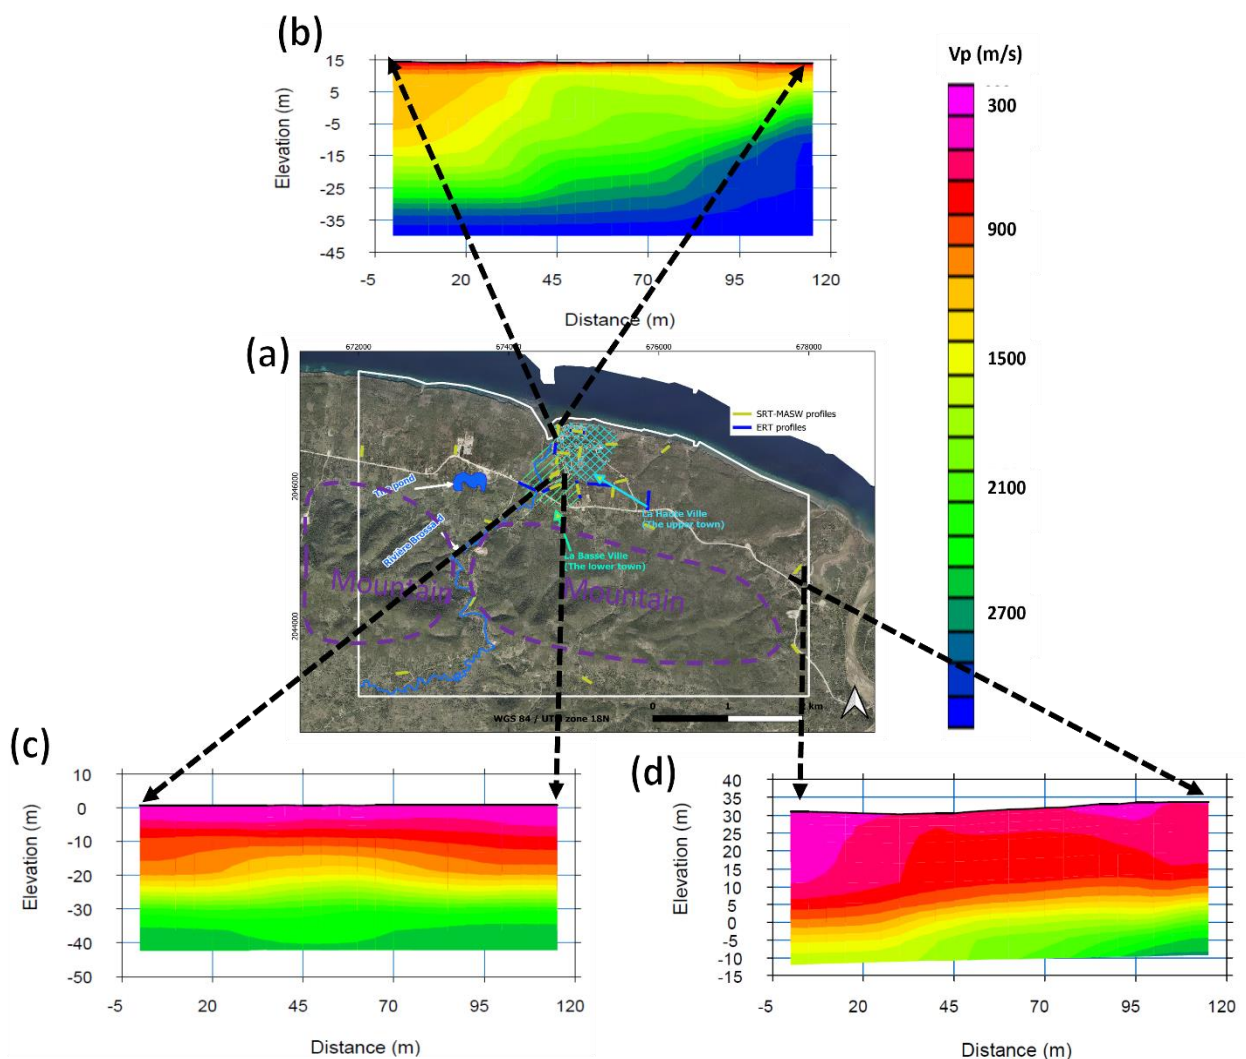 (b)
15
5
-5
-15
-25
-35
-45
Elevation (m)
-5
20
45
70
95
120
Distance (m)
Vp (m/s)
300
900
1500
2100
2700
(a)
672000
674000
676000
678000
2046000
2044000
SRT-MASW profiles
ERT profiles
The pond
Rivière Brossard
La Haute Ville
(The upper town)
La Basse Ville
(The lower town)
Mountain
Mountain
WGS 84 / UTM zone 18N
0
1
km
(c)
10
0
-10
-20
-30
-40
-50
Elevation (m)
-5
20
45
70
95
120
Distance (m)
(d)
40
35
30
25
20
15
10
5
0
-5
-10
-15
Elevation (m)
-5
20
45
70
95
120
Distance (m)